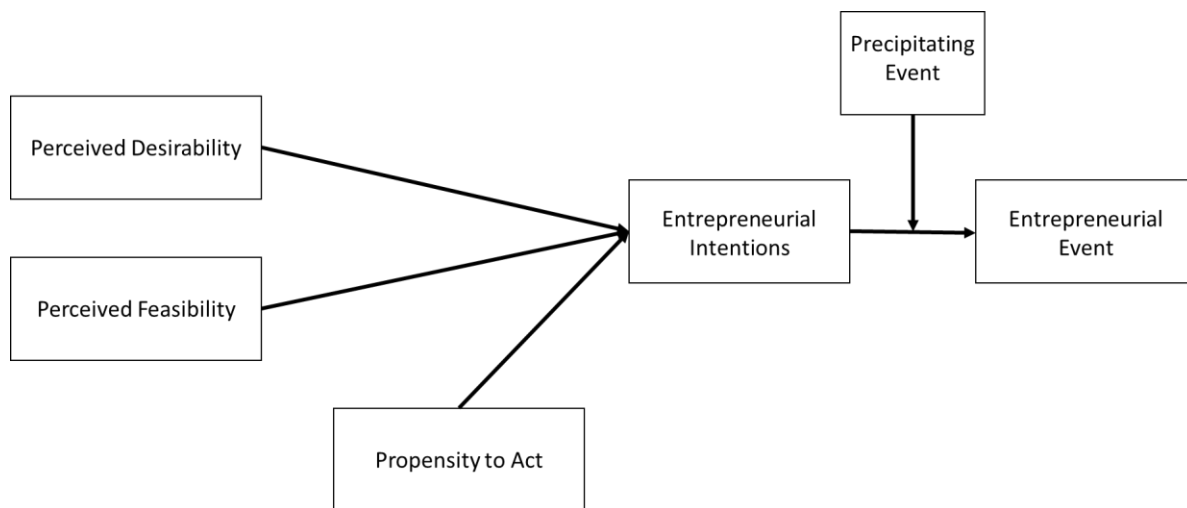 Precipitating
Event
Perceived Desirability
Entrepreneurial
Intentions
Entrepreneurial
Event
Perceived Feasibility
Propensity to Act